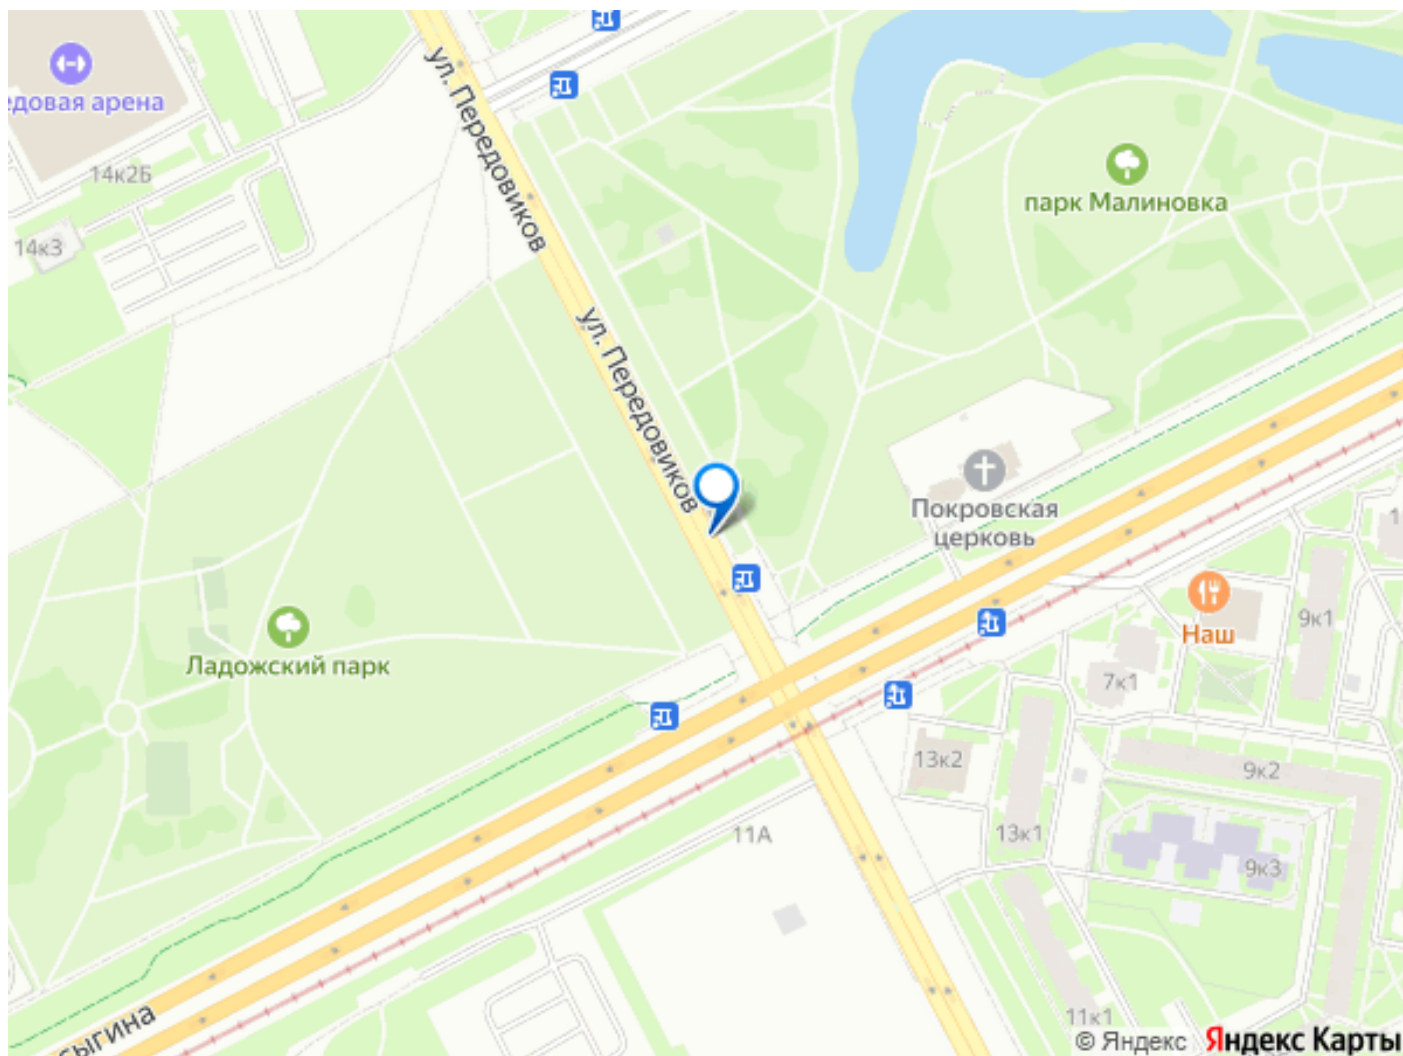 едовая арена
14к2Б
14к3
ул. Передовиков
парк Малиновка
ул. Передовиков
Покровская
церковь
Ладожский парк
Наш
9к1
7к1
13к2
9к2
11А
13к1
9к3
11к1
сыгина
© Яндекс Яндекс Карты